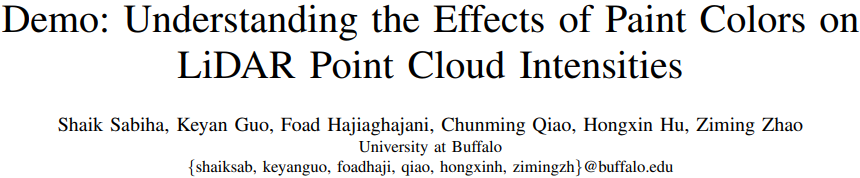 Demo: Understanding the Effects of Paint Colors on
LiDAR Point Cloud Intensities
Shaik Sabiha, Keyan Guo, Foad Hajiaghajani, Chunming Qiao, Hongxin Hu, Ziming Zhao
University at Buffalo
{shaiksab, keyanguo, foadhaji, qiao, hongxinh, zimingzh}@buffalo.edu